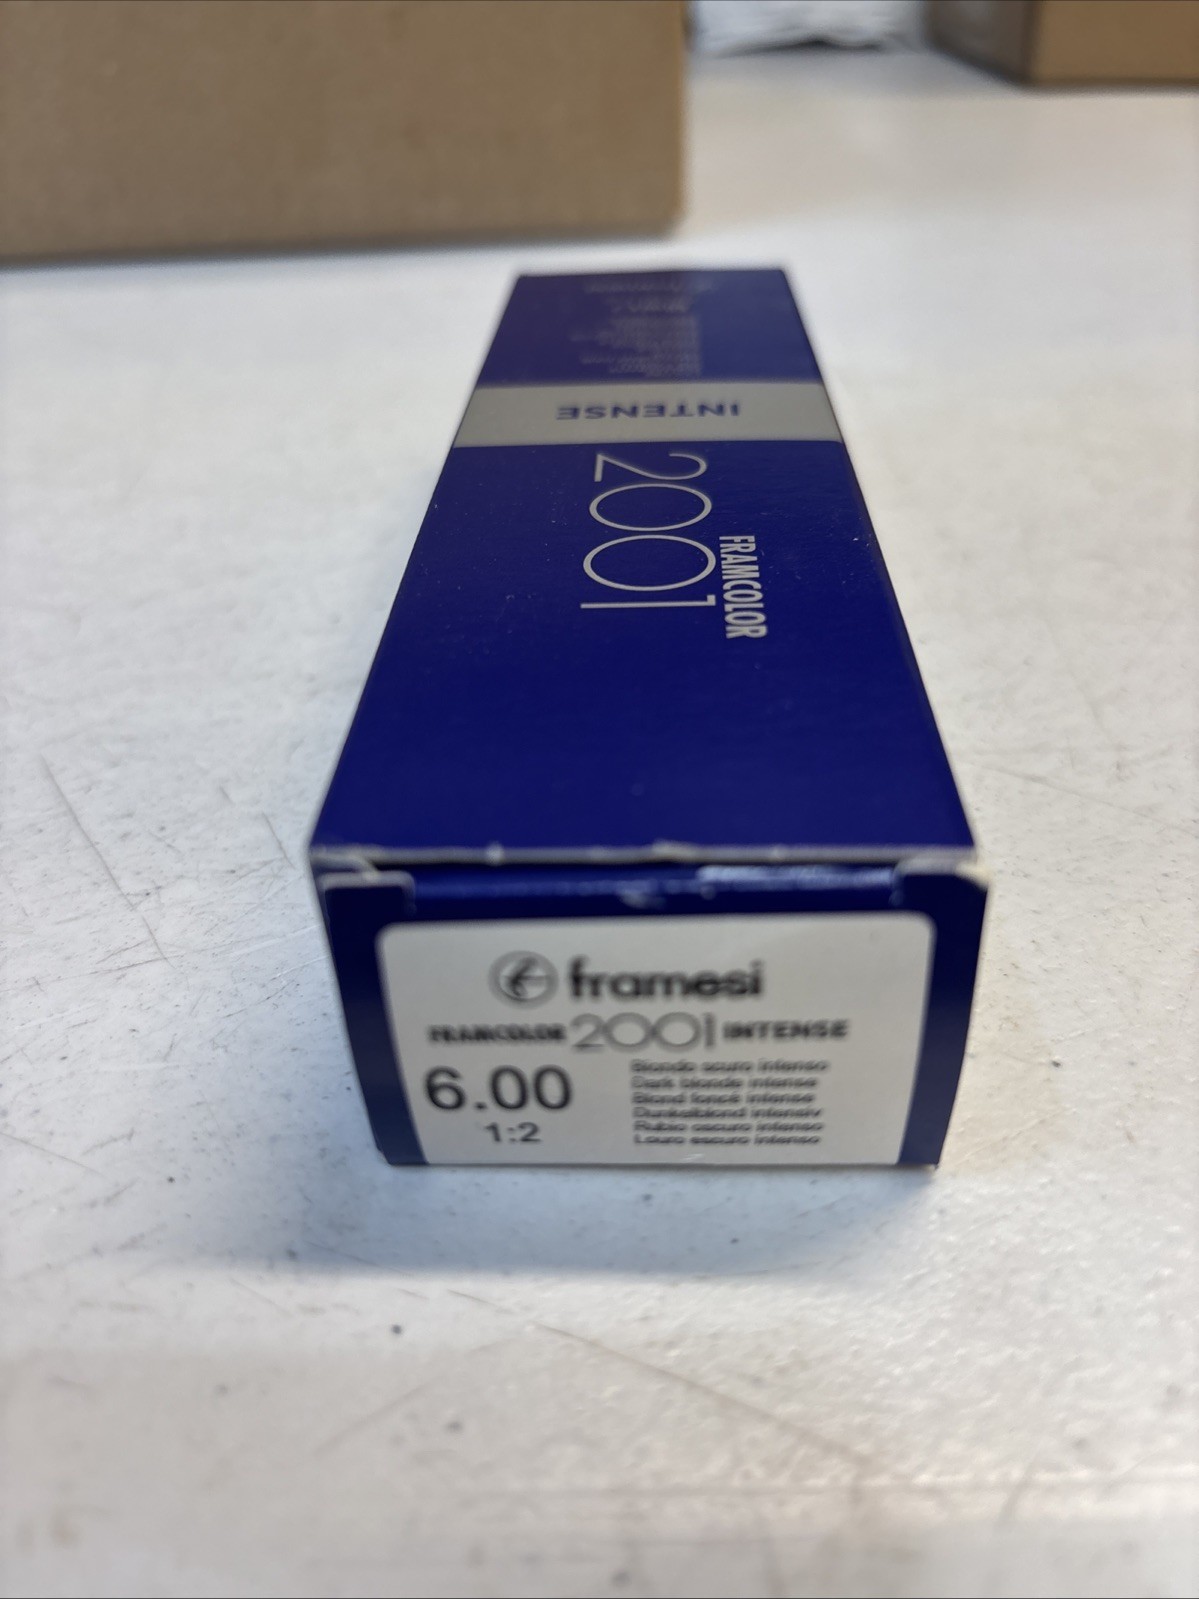 INTENSE
2001
FRAMCOLOR
framesi
FRAMCOLOR 2001 INTENSE
6.00
1:2
Biondo scuro intenso
Dark blonde intense
Blond foncé intense
Dunkelblond intensiv
Rubio oscuro intenso
Louro escuro intenso